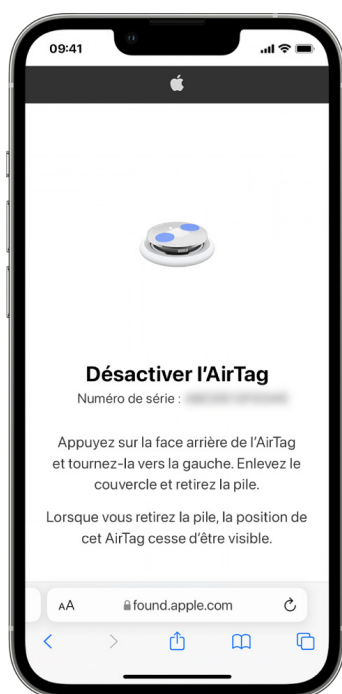 09:41
Désactiver l’AirTag
Numéro de série :
Appuyez sur la face arrière de l’AirTag
et tournez-la vers la gauche. Enlevez le
couvercle et retirez la pile.
Lorsque vous retirez la pile, la position de
cet AirTag cesse d’être visible.
AA found.apple.com